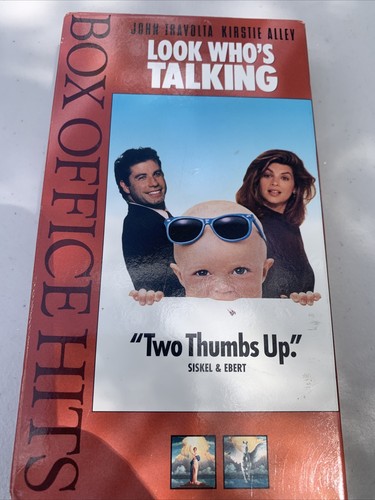 JOHN TRAVOLTA KIRSTIE ALLEY
LOOK WHO'S
TALKING
BOX OFFICE HITS
"Two Thumbs Up."
SISKEL & EBERT